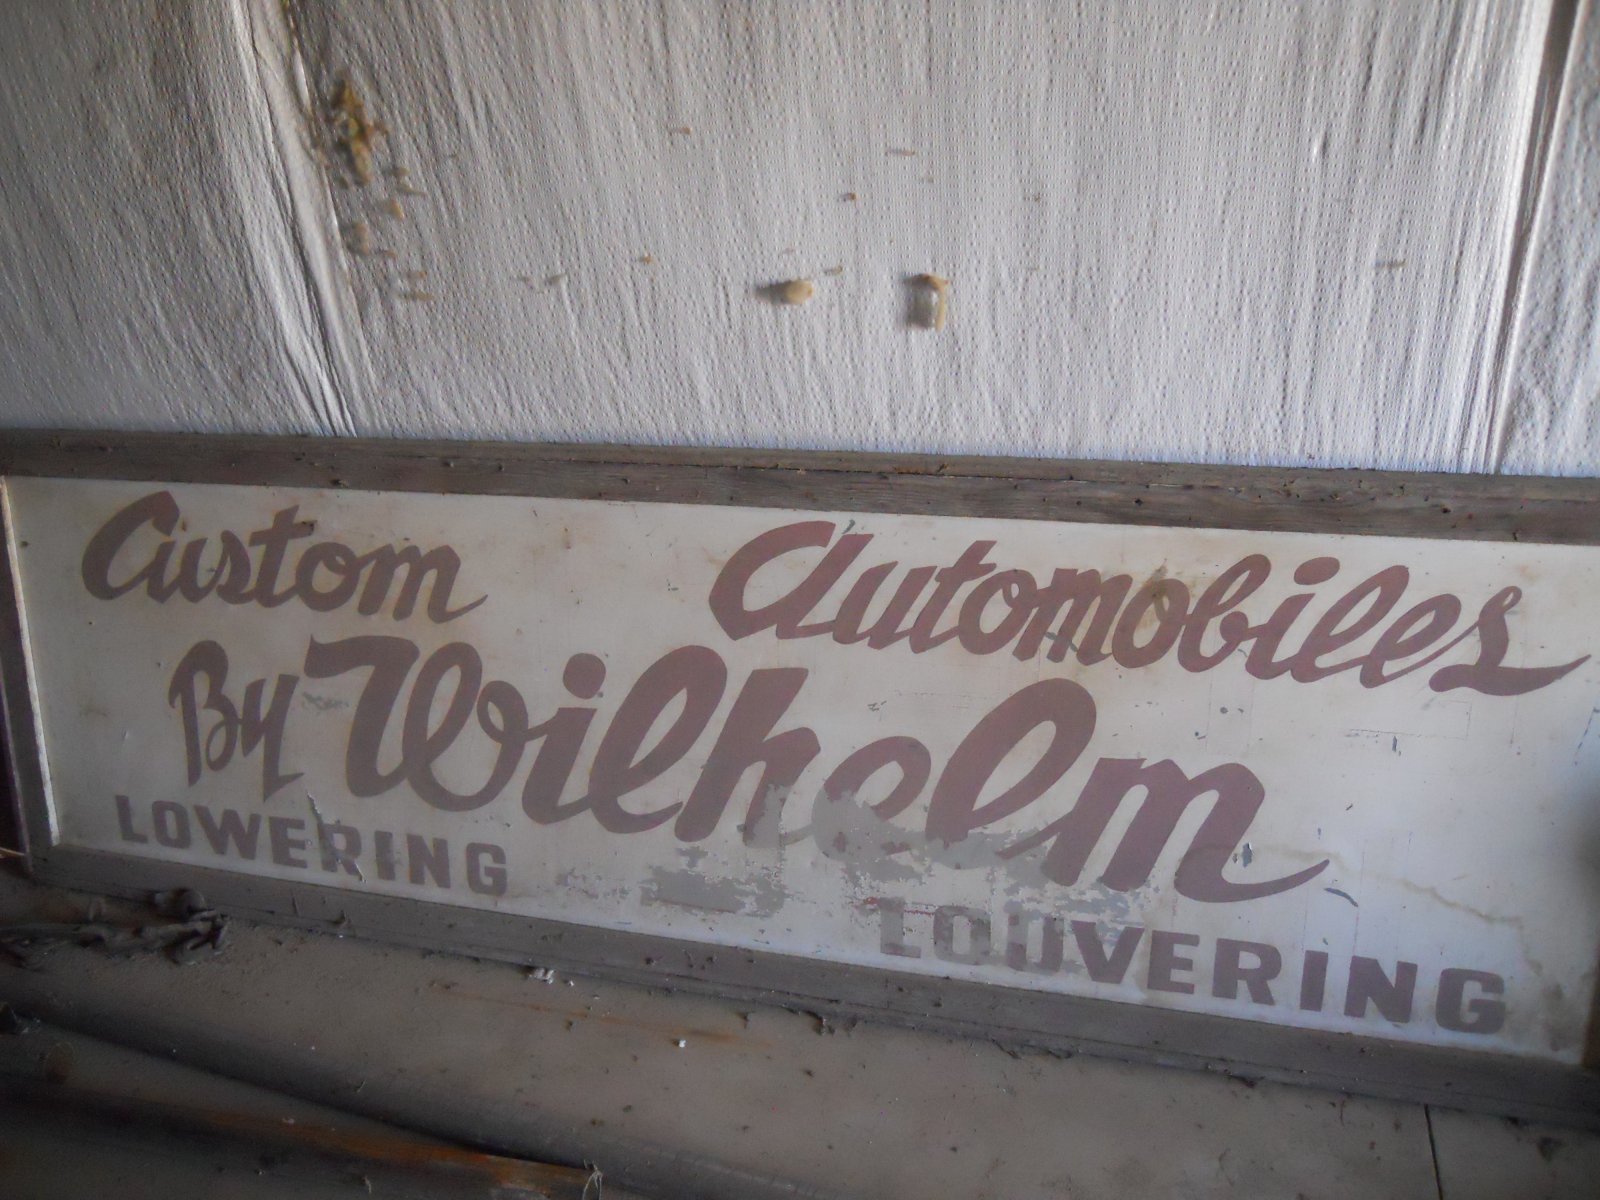 Custom Automobiles
By Wilhelm
LOWERING LOUVERING